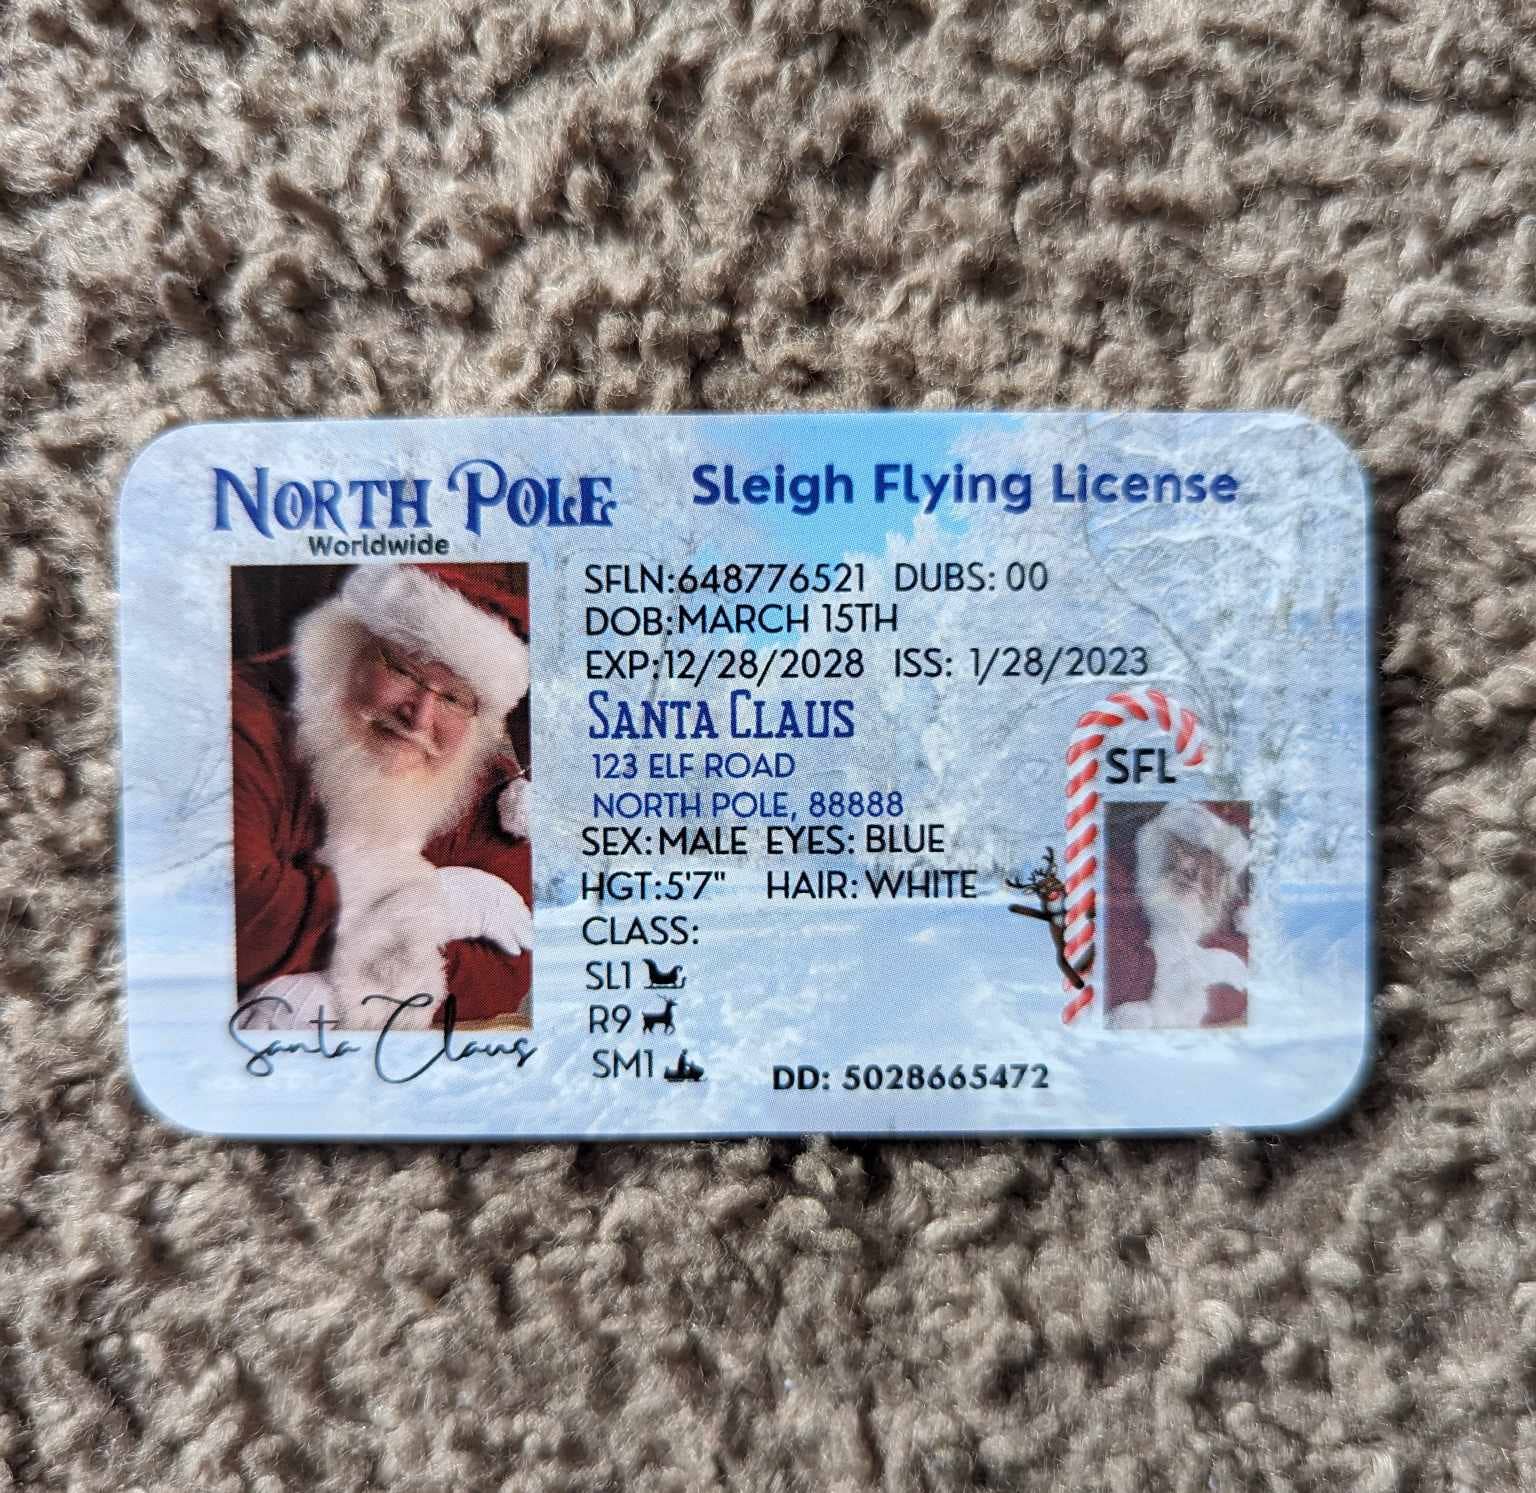 NORTH POLE
Worldwide
Sleigh Flying License
SFLN:648776521 DUBS: 00
DOB:MARCH 15TH
EXP:12/28/2028 ISS: 1/28/2023
SANTA CLAUS
123 ELF ROAD
NORTH POLE, 88888
SEX:MALE EYES: BLUE
HGT:5'7" HAIR: WHITE
CLASS:
SL1
R9
SM1
DD: 5028665472
Santa Claus
SFL